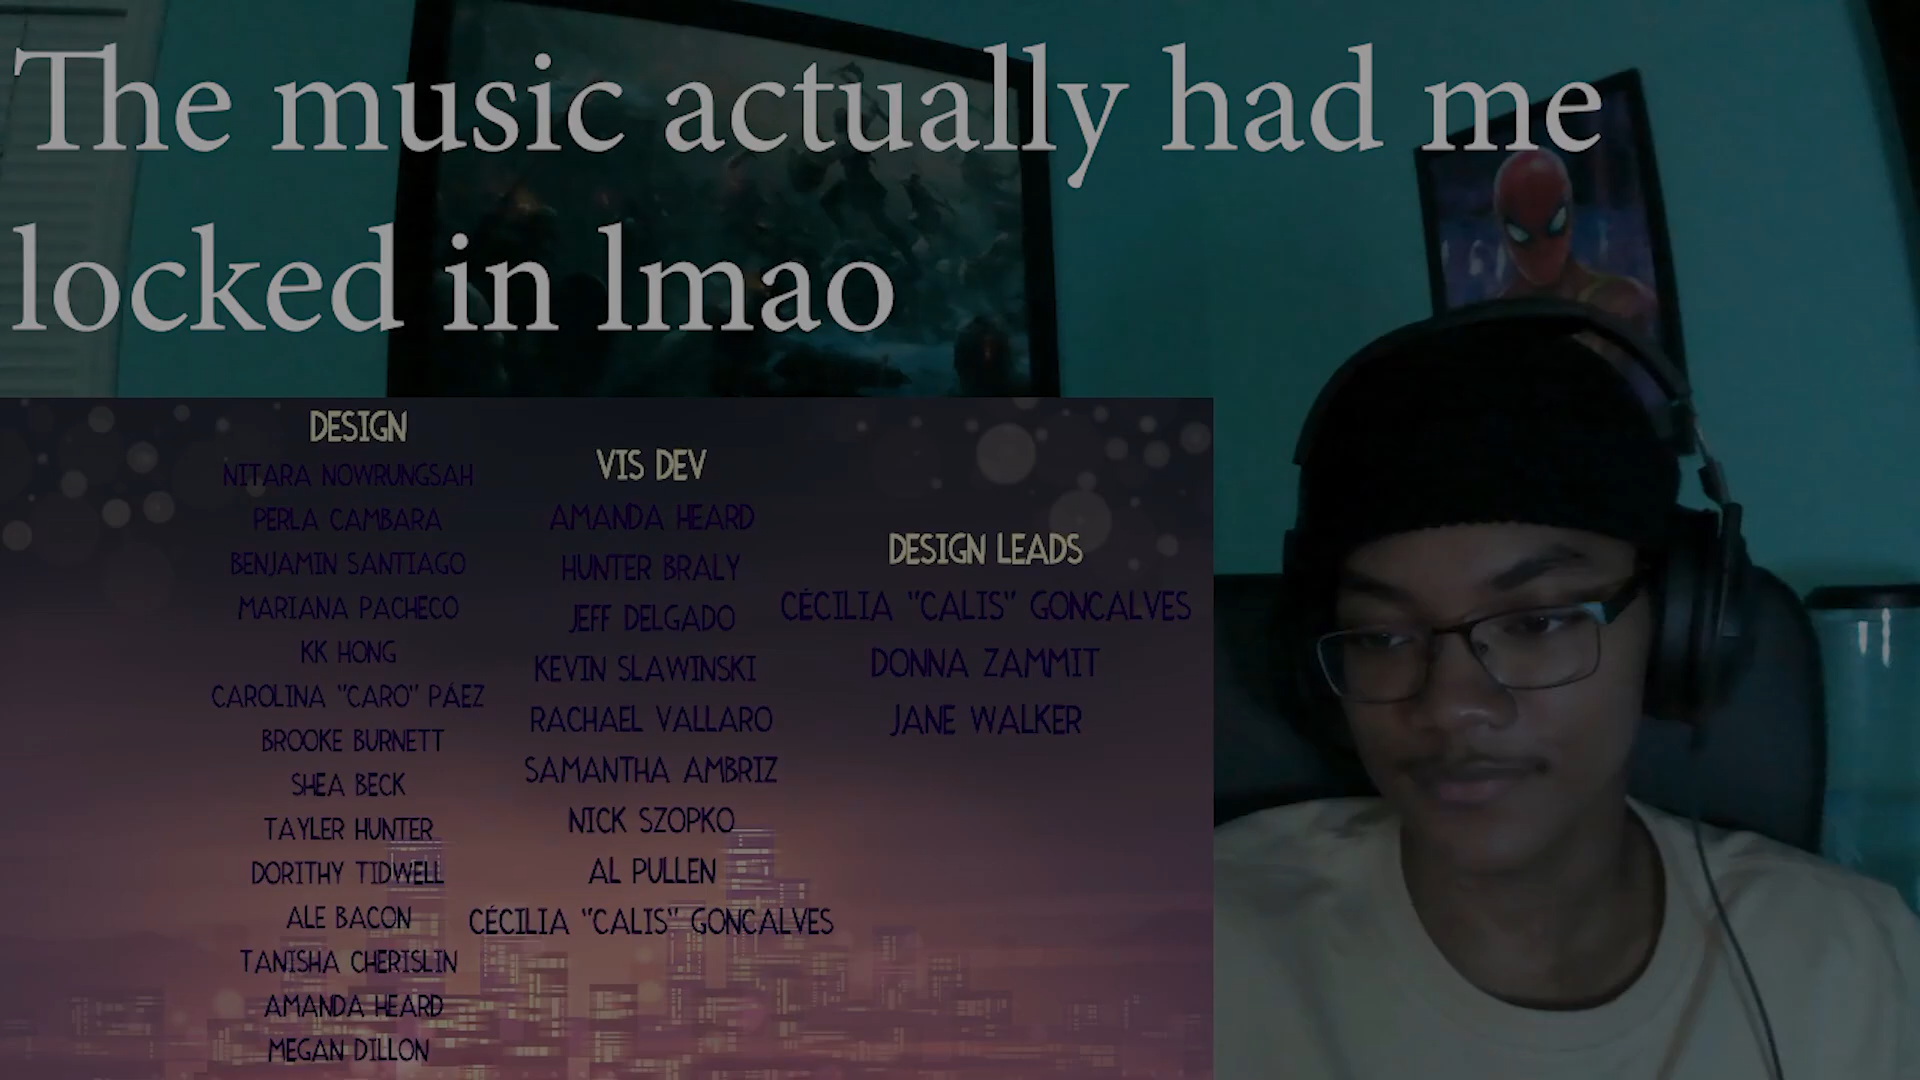 The music actually had me
locked in lmao
DESIGN
NITARA NOWRUNGSAH
PERLA CAMBARA
BENJAMIN SANTIAGO
MARIANA PACHECO
KK HONG
CAROLINA "CARO" PÁEZ
BROOKE BURNETT
SHEA BECK
TAYLER HUNTER
DORITHY TIDWELL
ALE BACON
TANISHA CHERISLIN
AMANDA HEARD
MEGAN DILLON
VIS DEV
AMANDA HEARD
HUNTER BRALY
JEFF DELGADO
KEVIN SLAWINSKI
RACHAEL VALLARO
SAMANTHA AMBRIZ
NICK SZOPKO
AL PULLEN
CÉCILIA "CALIS" GONCALVES
DESIGN LEADS
CÉCILIA "CALIS" GONCALVES
DONNA ZAMMIT
JANE WALKER